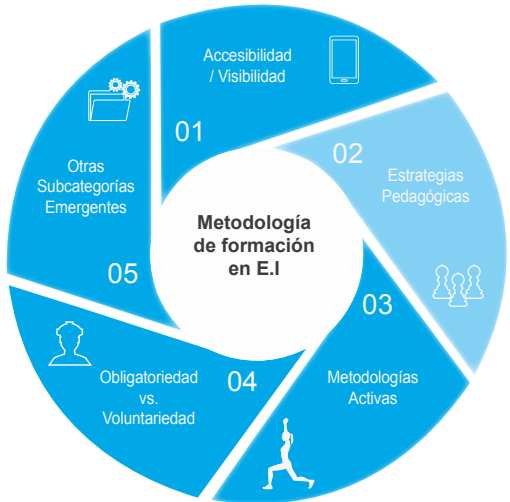 Accesibilidad
/ Visibilidad
01
02
Estrategias
Pedagógicas
03
Metodologías
Activas
04
Obligatoriedad
vs.
Voluntariedad
05
Otras
Subcategorías
Emergentes
Metodología
de formación
en E.I